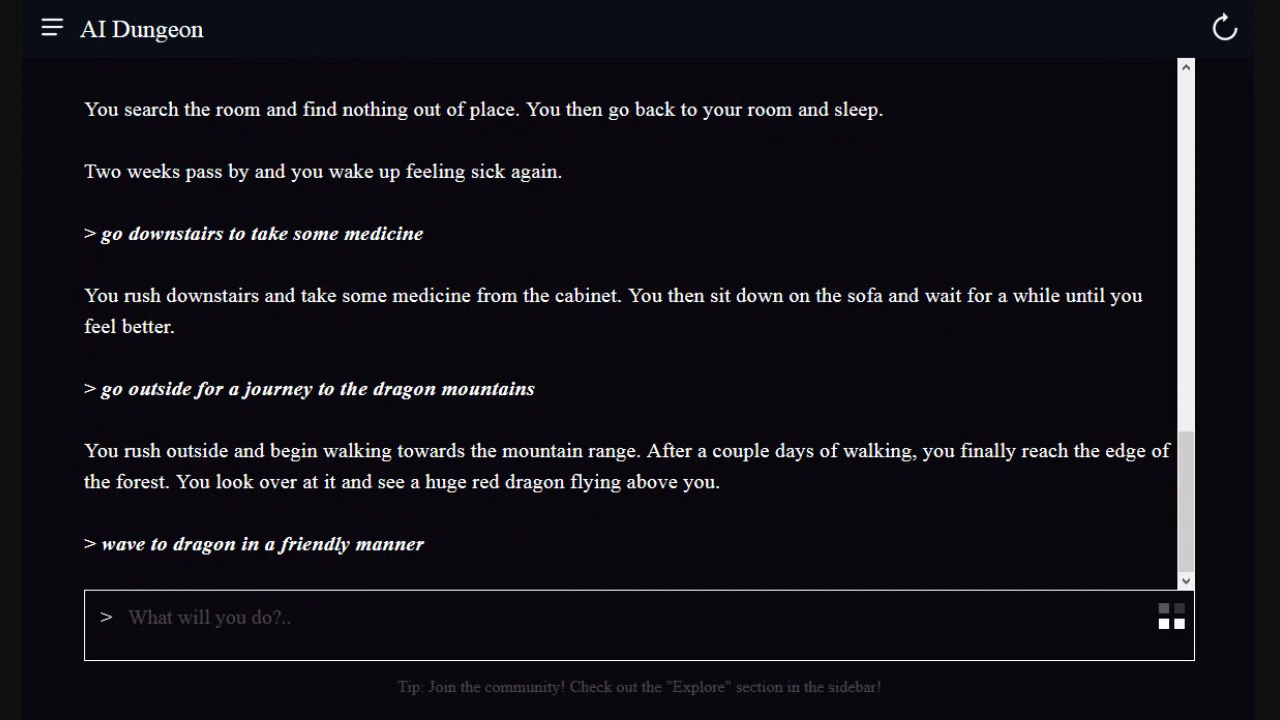 AI Dungeon
You search the room and find nothing out of place. You then go back to your room and sleep.
Two weeks pass by and you wake up feeling sick again.
> go downstairs to take some medicine
You rush downstairs and take some medicine from the cabinet. You then sit down on the sofa and wait for a while until you
feel better.
> go outside for a journey to the dragon mountains
You rush outside and begin walking towards the mountain range. After a couple days of walking, you finally reach the edge of
the forest. You look over at it and see a huge red dragon flying above you.
> wave to dragon in a friendly manner
> What will you do?..
Tip: Join the community! Check out the "Explore" section in the sidebar!